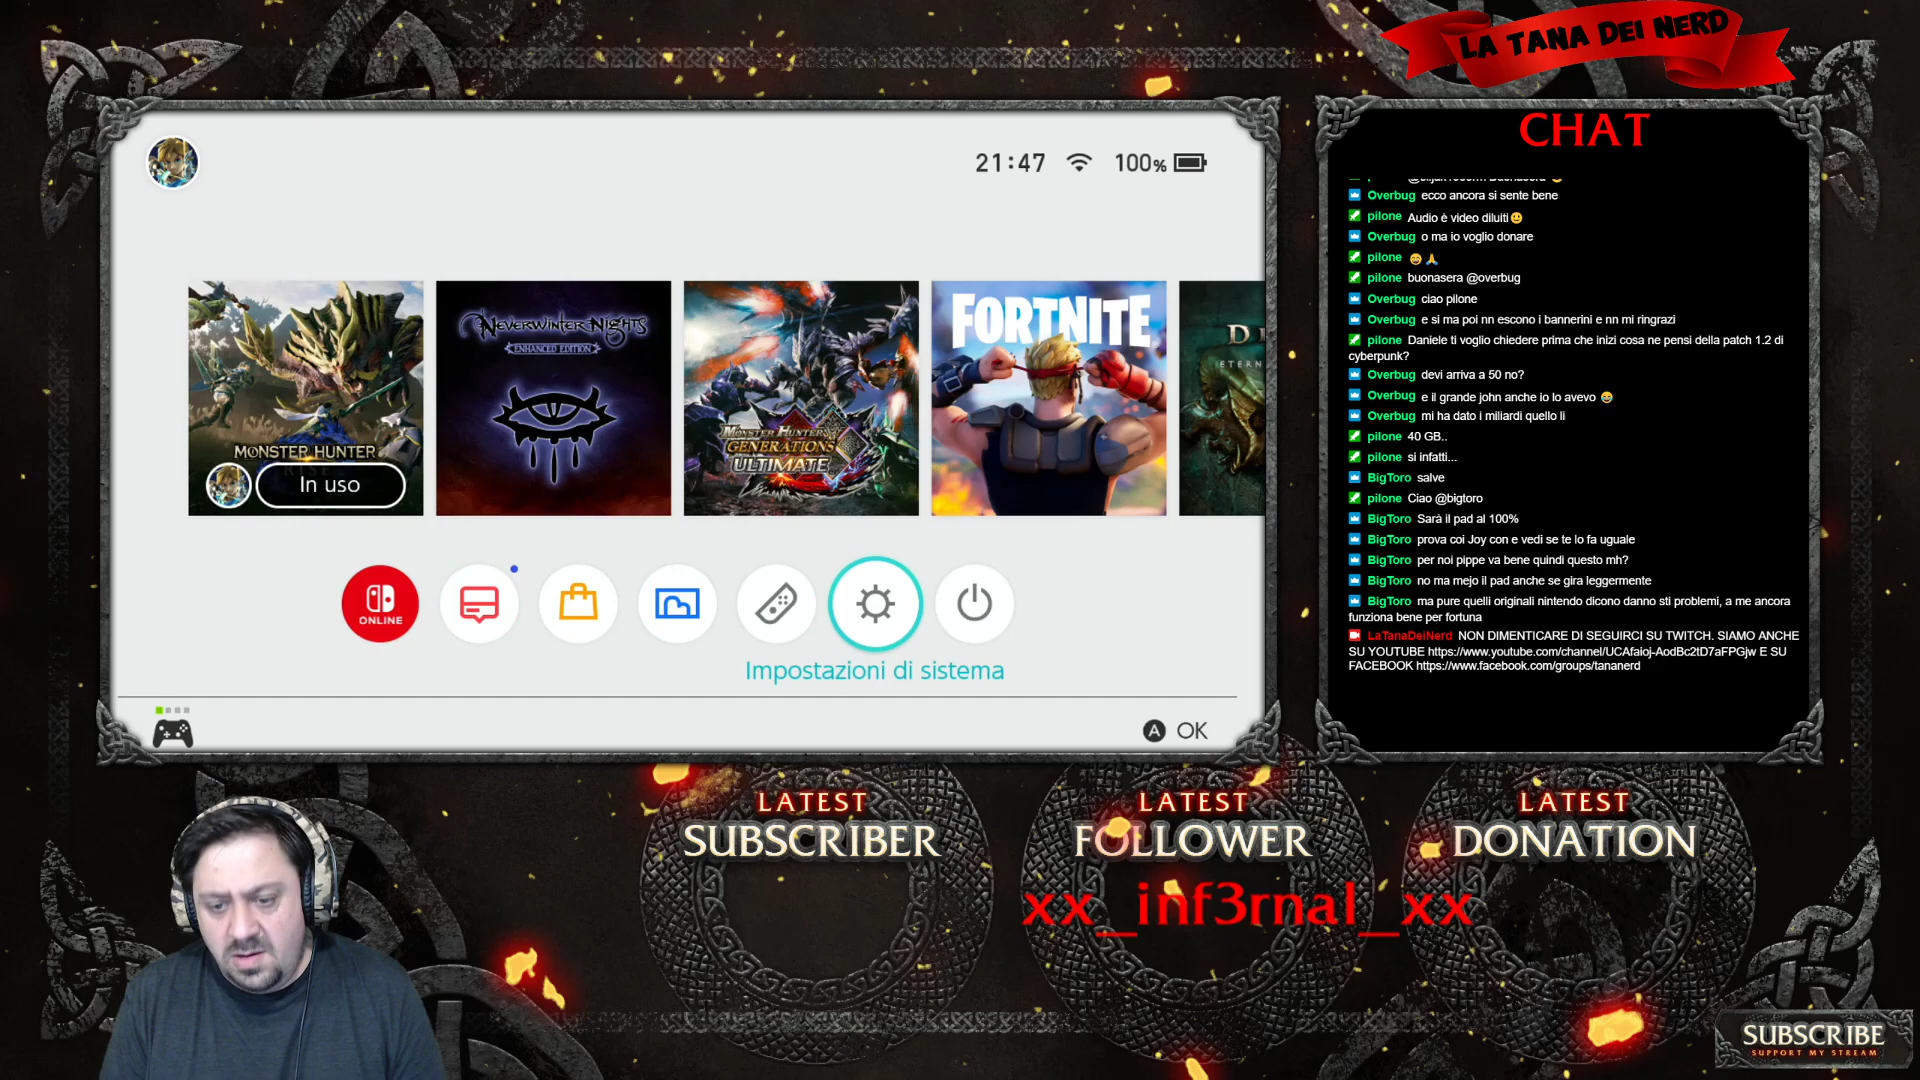 LA TANA DEI NERD
21:47
100%
NEVERWINTER NIGHTS
ENHANCED EDITION
FORTNITE
MONSTER HUNTER
In uso
MONSTER HUNTER
GENERATIONS
ULTIMATE
ONLINE
Impostazioni di sistema
A OK
CHAT
Overbug ecco ancora si sente bene
pilone Audio è video diluiti🙂
Overbug o ma io voglio donare
pilone 😄 🙏
pilone buonasera @overbug
Overbug ciao pilone
Overbug e si ma poi nn escono i bannerini e nn mi ringrazi
pilone Daniele ti voglio chiedere prima che inizi cosa ne pensi della patch 1.2 di
cyberpunk?
Overbug devi arriva a 50 no?
Overbug e il grande john anche io lo avevo 😂
Overbug mi ha dato i miliardi quello li
pilone 40 GB..
pilone si infatti...
BigToro salve
pilone Ciao @bigtoro
BigToro Sarà il pad al 100%
BigToro prova coi Joy con e vedi se te lo fa uguale
BigToro per noi pippe va bene quindi questo mh?
BigToro no ma mejo il pad anche se gira leggermente
BigToro ma pure quelli originali nintendo dicono danno sti problemi, a me ancora
funziona bene per fortuna
LaTanaDeiNerd NON DIMENTICARE DI SEGUIRCI SU TWITCH. SIAMO ANCHE
SU YOUTUBE https://www.youtube.com/channel/UCAfaioj-AodBc2tD7aFPGjw E SU
FACEBOOK https://www.facebook.com/groups/tananerd
LATEST
SUBSCRIBER
LATEST
FOLLOWER
xx_inf3rnal_xx
LATEST
DONATION
SUBSCRIBE
SUPPORT MY STREAM